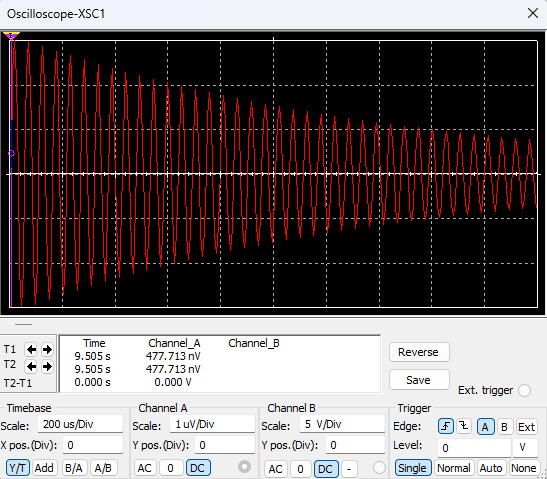 Oscilloscope-XSC1
Time Channel_A Channel_B
T1 9.505 s 477.713 nV
T2 9.505 s 477.713 nV
T2-T1 0.000 s 0.000 V
Reverse
Save
Ext. trigger
Timebase Channel A Channel B Trigger
Scale: 200 us/Div Scale: 1 uV/Div Scale: 5 V/Div Edge: A B Ext
X pos.(Div): 0 Y pos.(Div): 0 Y pos.(Div): 0 Level: 0 V
Y/T Add B/A A/B AC 0 DC AC 0 DC - Single Normal Auto None